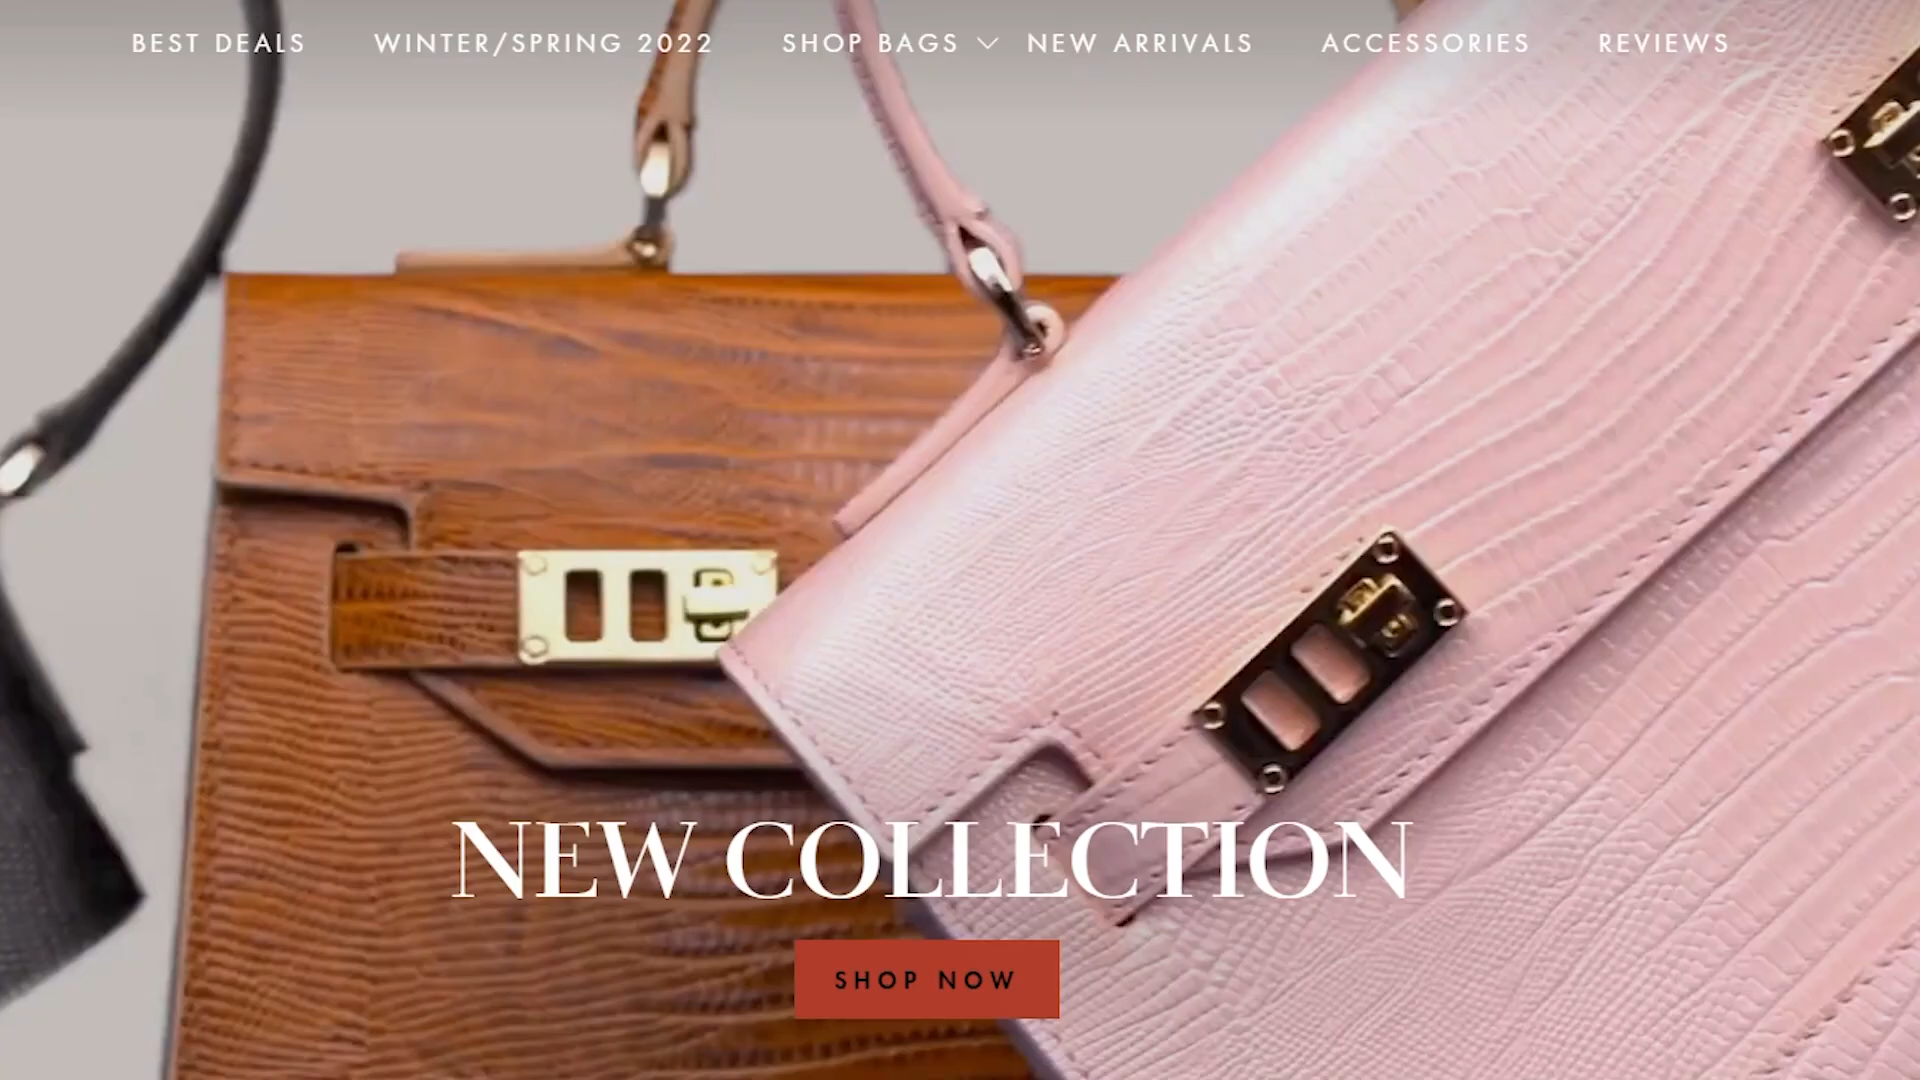 BEST DEALS WINTER/SPRING 2022 SHOP BAGS NEW ARRIVALS ACCESSORIES REVIEWS
NEW COLLECTION
SHOP NOW